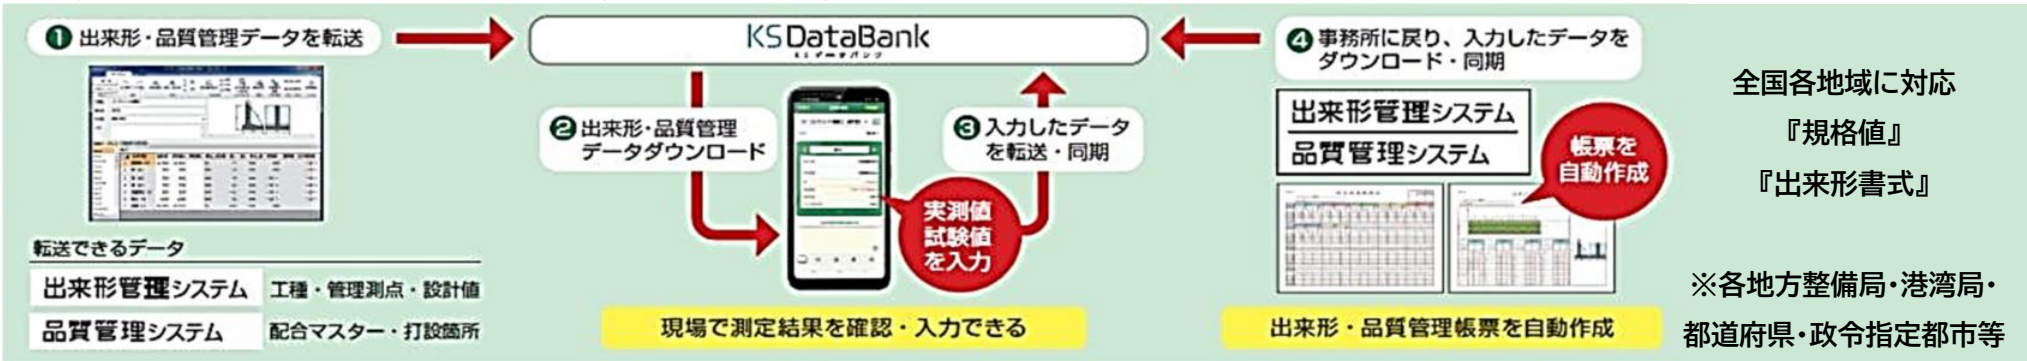 ❶ 出来形・品質管理データを転送
転送できるデータ
出来形管理システム 工種・管理測点・設計値
品質管理システム 配合マスター・打設箇所
KSDataBank
KSデータバンク
❷ 出来形・品質管理
データダウンロード
❸ 入力したデータ
を転送・同期
実測値
試験値
を入力
現場で測定結果を確認・入力できる
❹ 事務所に戻り、入力したデータを
ダウンロード・同期
出来形管理システム
品質管理システム
帳票を
自動作成
出来形・品質管理帳票を自動作成
全国各地域に対応
『規格値』
『出来形書式』
※各地方整備局・港湾局・
都道府県・政令指定都市等